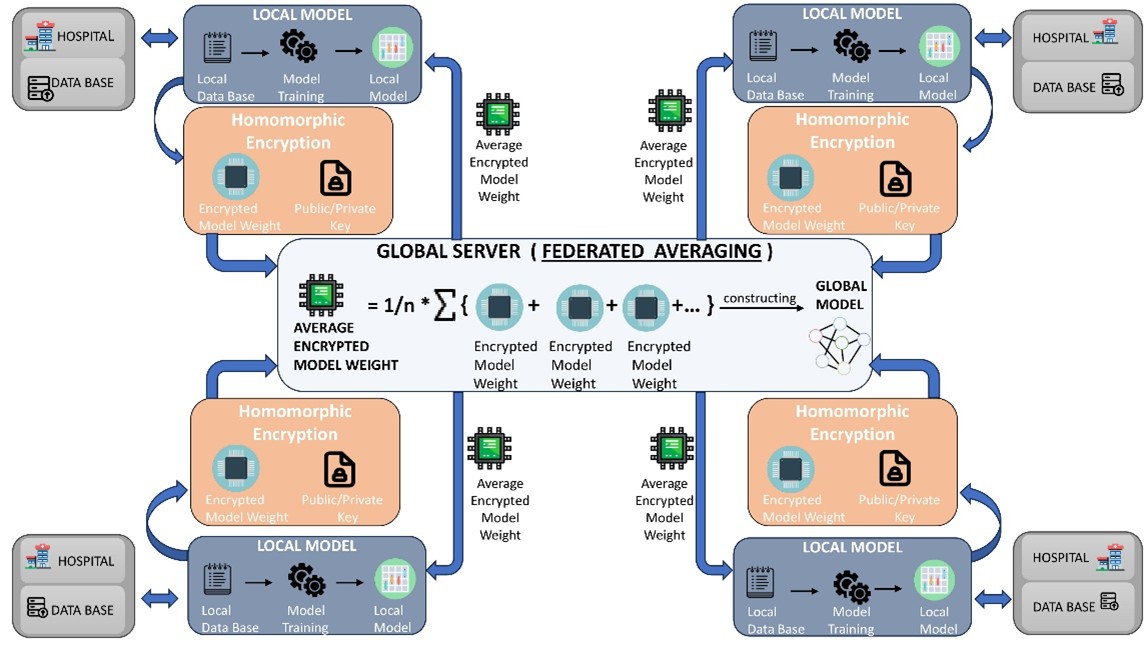 HOSPITAL
DATA BASE
LOCAL MODEL
Local
Data Base
Model
Training
Local
Model
Homomorphic
Encryption
Encrypted
Model Weight
Public/Private
Key
Average
Encrypted
Model
Weight
Average
Encrypted
Model
Weight
LOCAL MODEL
Local
Data Base
Model
Training
Local
Model
Homomorphic
Encryption
Encrypted
Model Weight
Public/Private
Key
HOSPITAL
DATA BASE
GLOBAL SERVER ( FEDERATED AVERAGING )
= 1/n * ∑ { + + +... } constructing
AVERAGE
ENCRYPTED
MODEL WEIGHT
Encrypted
Model
Weight
Encrypted
Model
Weight
Encrypted
Model
Weight
GLOBAL
MODEL
Homomorphic
Encryption
Encrypted
Model Weight
Public/Private
Key
Average
Encrypted
Model
Weight
Average
Encrypted
Model
Weight
Homomorphic
Encryption
Encrypted
Model Weight
Public/Private
Key
HOSPITAL
DATA BASE
LOCAL MODEL
Local
Data Base
Model
Training
Local
Model
LOCAL MODEL
Local
Data Base
Model
Training
Local
Model
HOSPITAL
DATA BASE